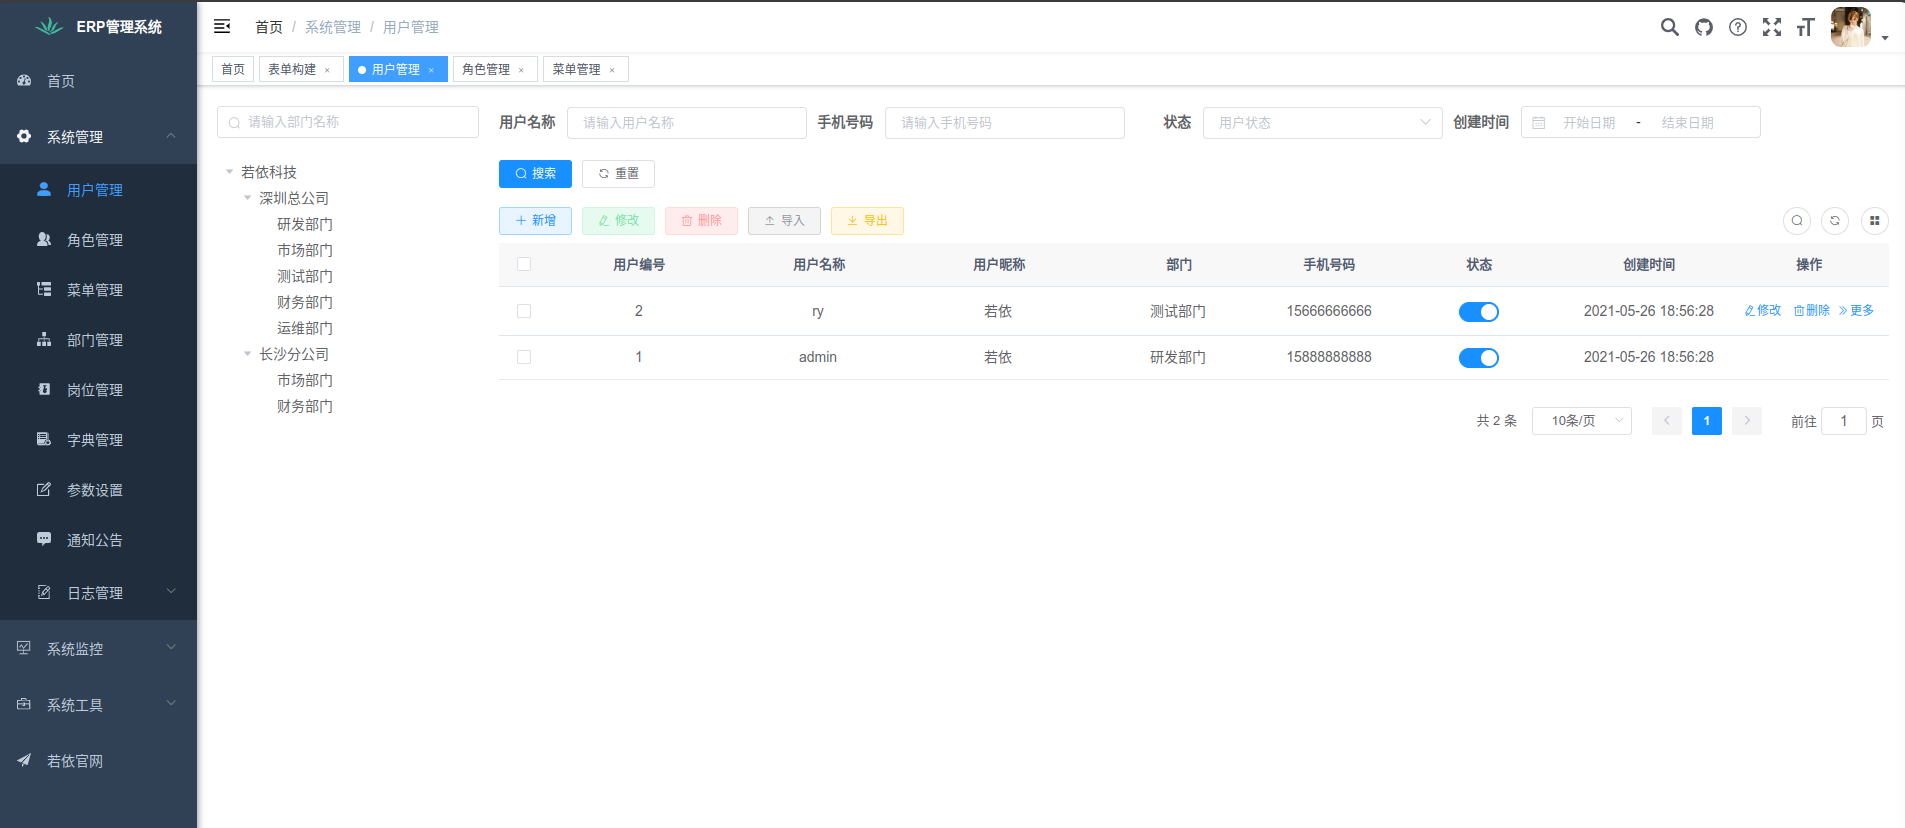 ERP管理系统
首页
系统管理
用户管理
角色管理
菜单管理
部门管理
岗位管理
字典管理
参数设置
通知公告
日志管理
系统监控
系统工具
若依官网
首页 / 系统管理 / 用户管理
首页 表单构建 × 用户管理 × 角色管理 × 菜单管理 ×
请输入部门名称
若依科技
深圳总公司
研发部门
市场部门
测试部门
财务部门
运维部门
长沙分公司
市场部门
财务部门
用户名称 请输入用户名称 手机号码 请输入手机号码 状态 用户状态 创建时间 开始日期 - 结束日期
搜索 重置
新增 修改 删除 导入 导出
用户编号 用户名称 用户昵称 部门 手机号码 状态 创建时间 操作
2 ry 若依 测试部门 15666666666 2021-05-26 18:56:28 修改 删除 更多
1 admin 若依 研发部门 15888888888 2021-05-26 18:56:28
共 2 条 10条/页 1 前往 1 页